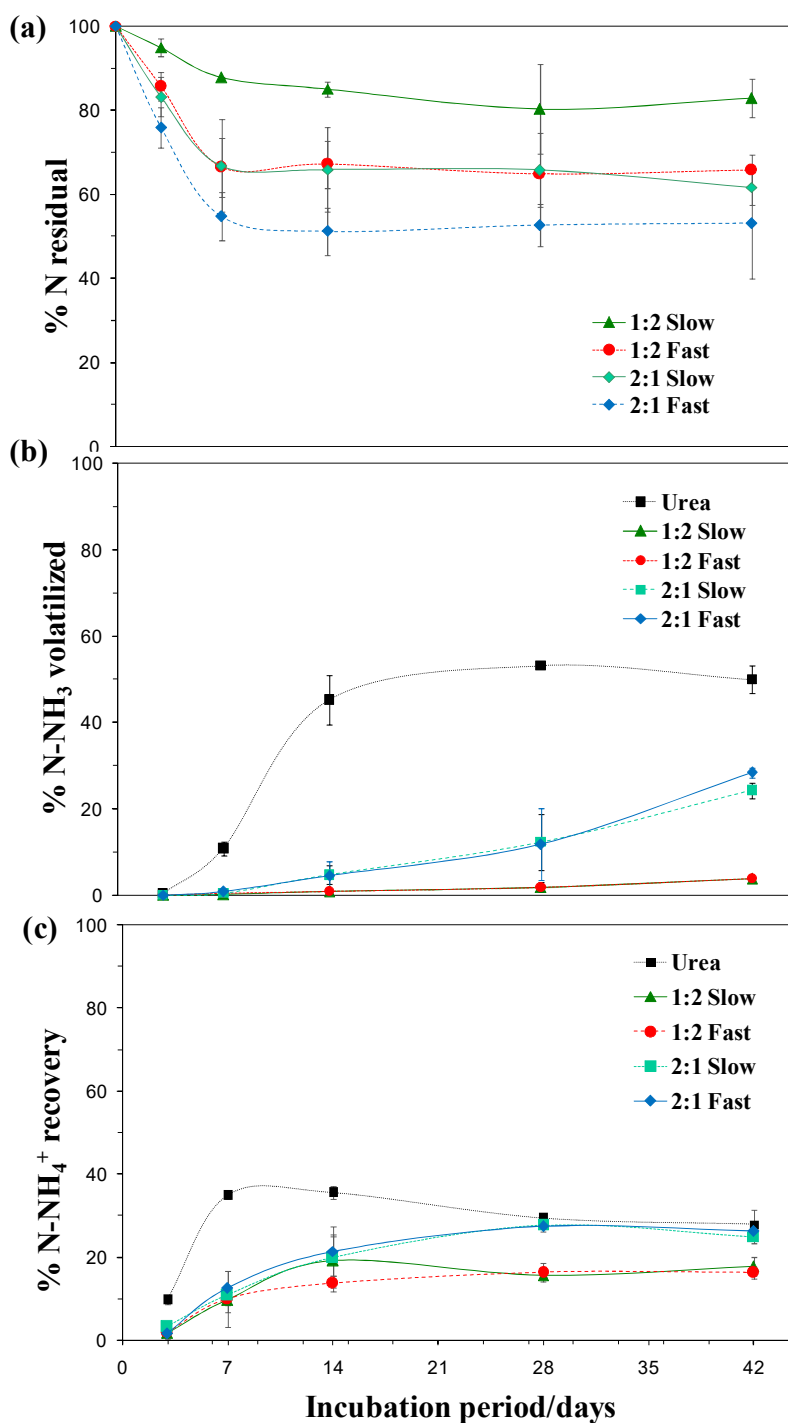 (a)
% N residual
100
80
60
40
20
0
1:2 Slow
1:2 Fast
2:1 Slow
2:1 Fast
(b)
% N-NH₃ volatilized
100
80
60
40
20
0
Urea
1:2 Slow
1:2 Fast
2:1 Slow
2:1 Fast
(c)
% N-NH₄⁺ recovery
100
80
60
40
20
0
Urea
1:2 Slow
1:2 Fast
2:1 Slow
2:1 Fast
0 7 14 21 28 35 42
Incubation period/days